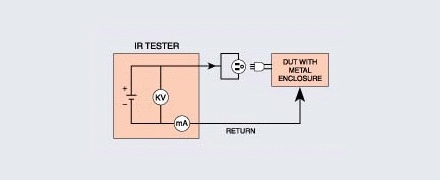 IR TESTER
+
−
KV
mA
DUT WITH
METAL
ENCLOSURE
RETURN